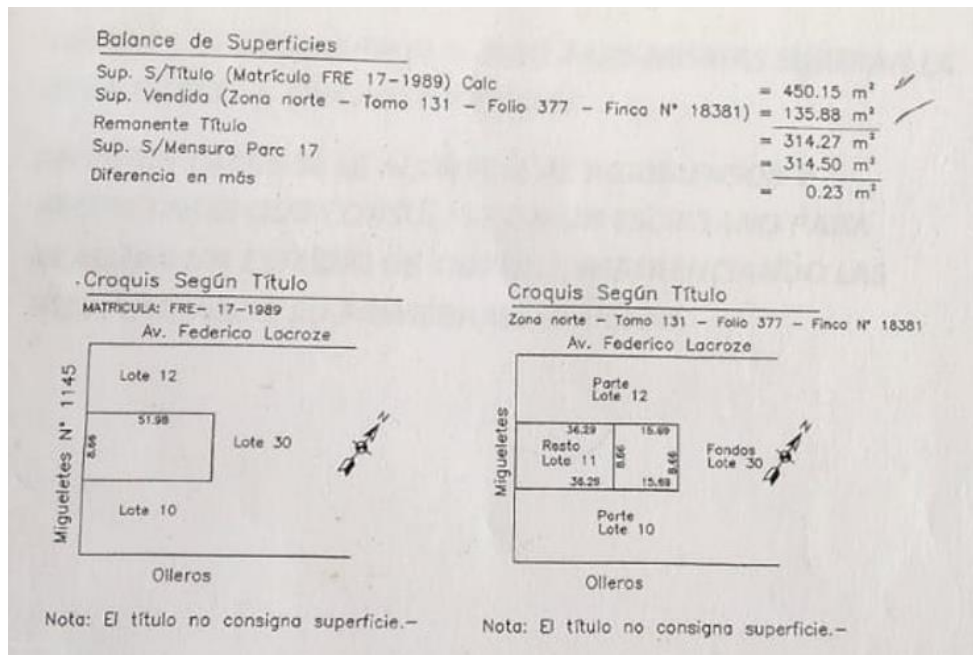 Balance de Superficies
Sup. S/Título (Matrícula FRE 17-1989) Calc = 450.15 m²
Sup. Vendida (Zona norte - Tomo 131 - Folio 377 - Finca N° 18381) = 135.88 m²
Remanente Título = 314.27 m²
Sup. S/Mensura Parc 17 = 314.50 m²
Diferencia en más = 0.23 m²
Croquis Según Título
MATRICULA: FRE-. 17-1989
Av. Federico Lacroze
Lote 12
51.98
8.66
Lote 30
Lote 10
Migueletes N° 1145
N
Olleros
Nota: El título no consigna superficie.-
Croquis Según Título
Zona norte - Tomo 131 - Folio 377 - Finca N° 18381
Av. Federico Lacroze
Parte
Lote 12
36.29 15.69
Resto
Lote 11
8.66
8.66
36.29 15.69
Fondos
Lote 30
Parte
Lote 10
Migueletes
N
Olleros
Nota: El título no consigna superficie.-